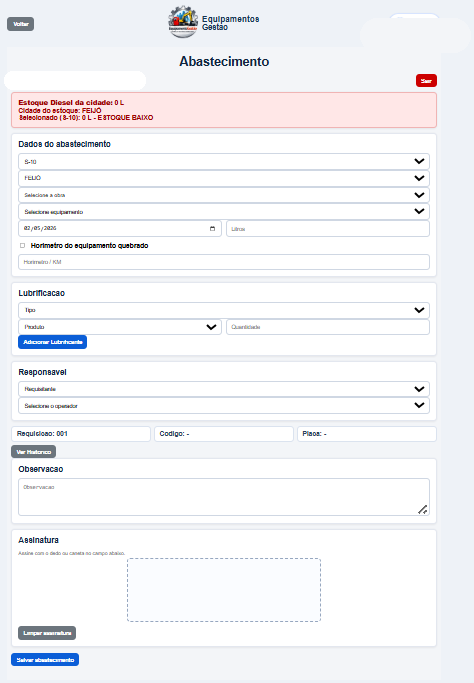 Voltar
Equipamentos
Gestão
Abastecimento
Sair
Estoque Diesel da cidade: 0 L
Cidade do estoque: FEIJÓ
Selecionado (S-10): 0 L - ESTOQUE BAIXO
Dados do abastecimento
S-10
FEIJÓ
Selecione a obra
Selecione equipamento
02/05/2026 Litros
Horimetro do equipamento quebrado
Horimetro / KM
Lubrificacao
Tipo
Produto Quantidade
Adicionar Lubrificante
Responsavel
Requisitante
Selecione o operador
Requisicao: 001 Codigo: - Placa: -
Ver Historico
Observacao
Observacao
Assinatura
Assine com o dedo ou caneta no campo abaixo.
Limpar assinatura
Salvar abastecimento